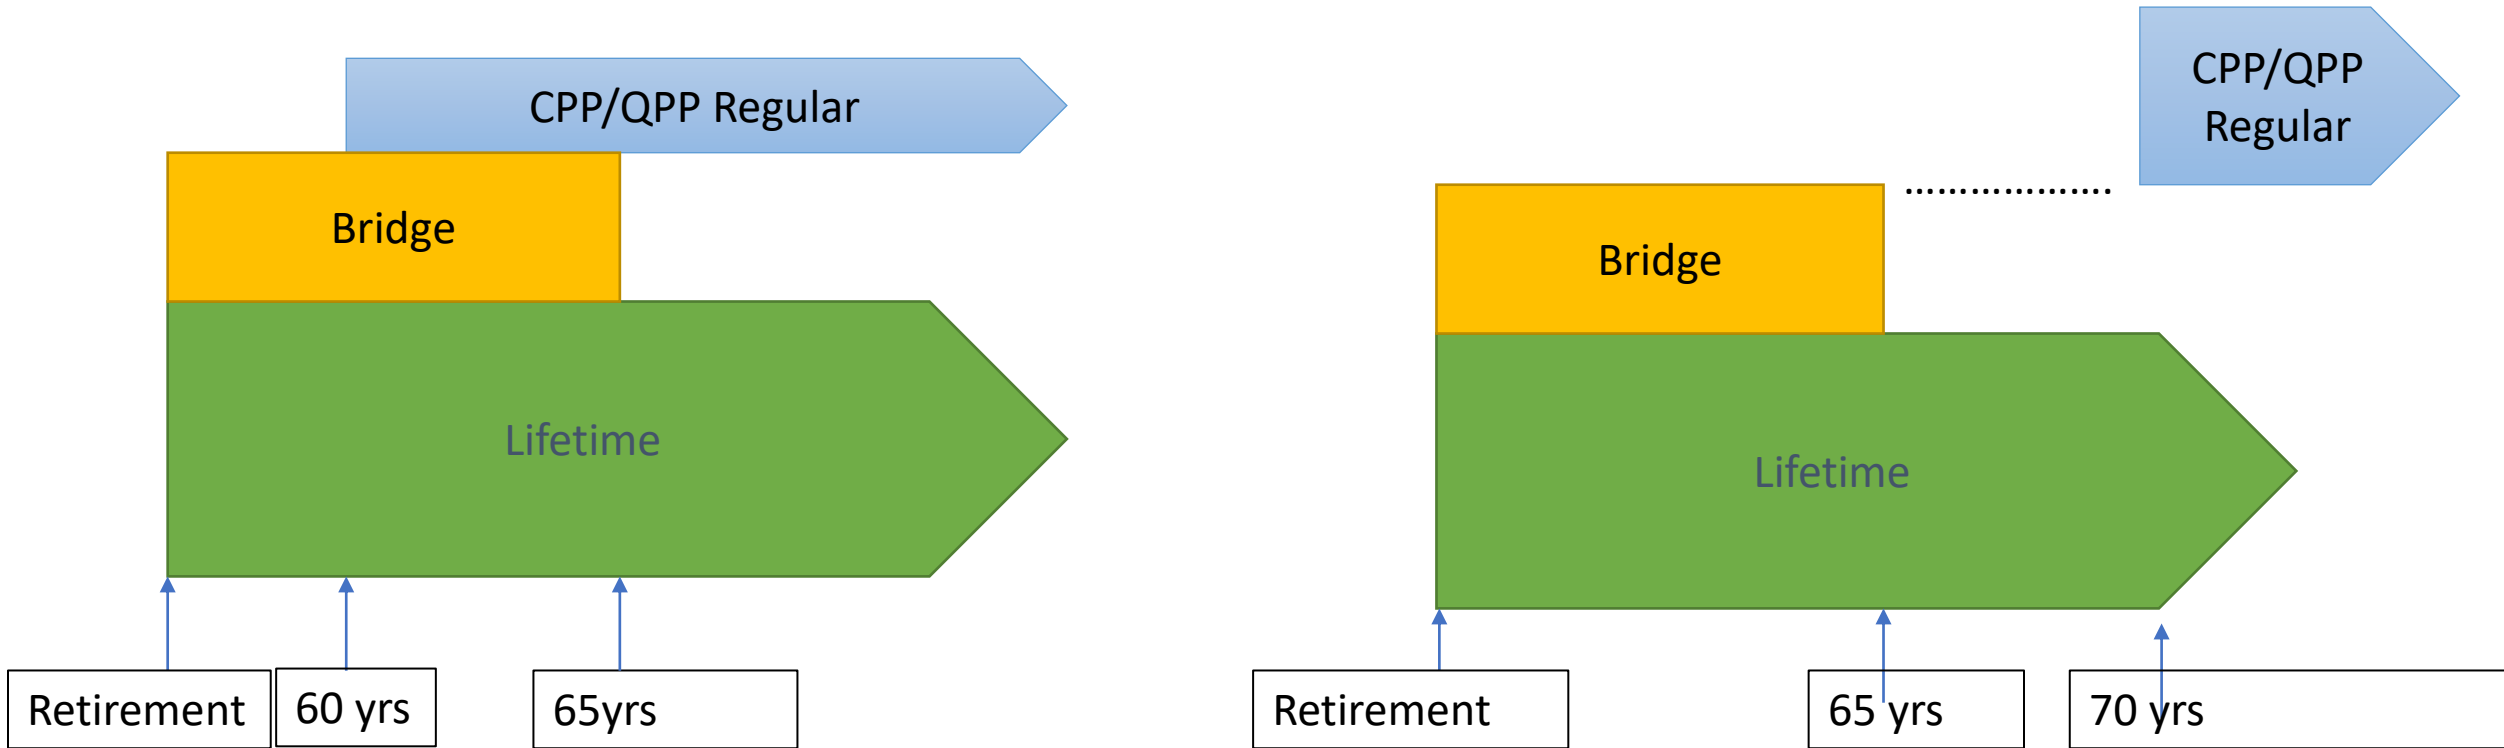 CPP/QPP Regular
Bridge
Lifetime
Retirement
60 yrs
65yrs
CPP/QPP
Regular
...................
Bridge
Lifetime
Retirement
65 yrs
70 yrs